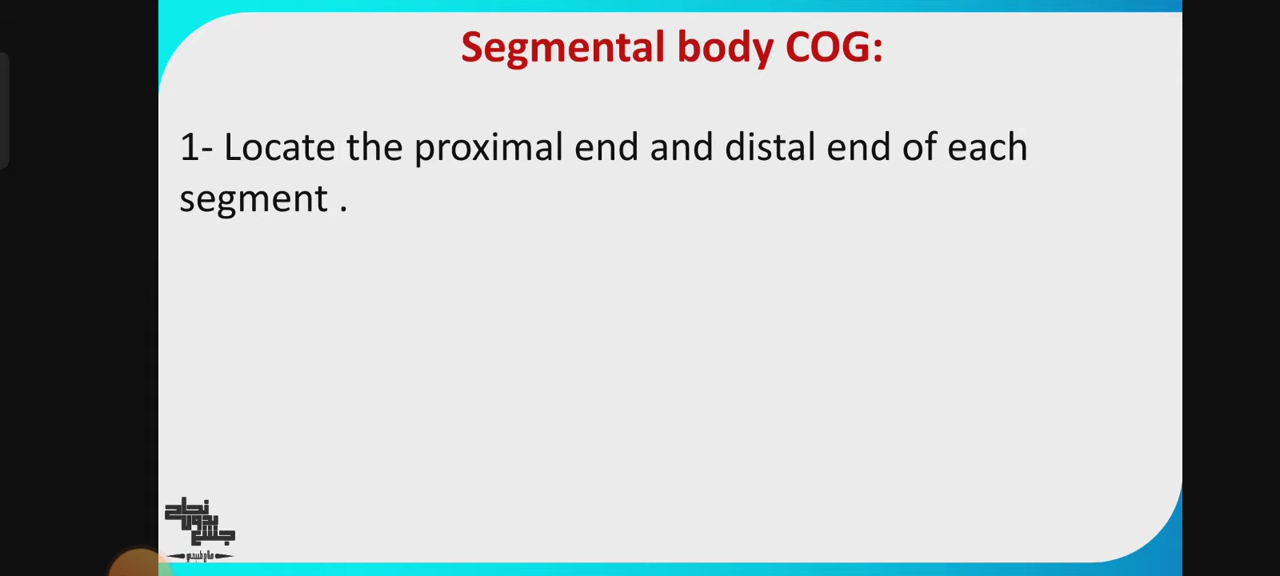 Segmental body COG:
1- Locate the proximal end and distal end of each
segment .